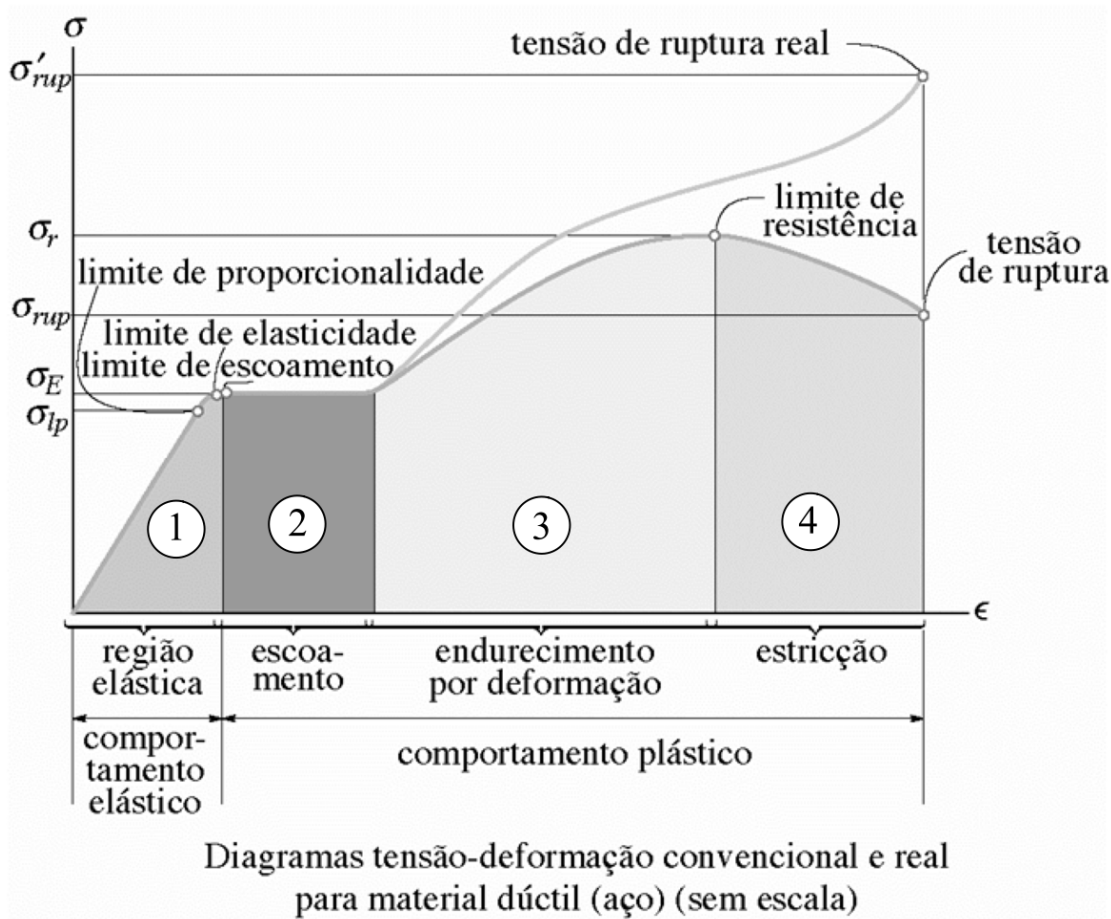 σ
tensão de ruptura real
σ'rup
limite de
resistência
σr
tensão
de ruptura
limite de proporcionalidade
σrup
limite de elasticidade
limite de escoamento
σE
σlp
1
2
3
4
ϵ
região
elástica
escoa-
mento
endurecimento
por deformação
estricção
compor-
tamento
elástico
comportamento plástico
Diagramas tensão-deformação convencional e real
para material dúctil (aço) (sem escala)